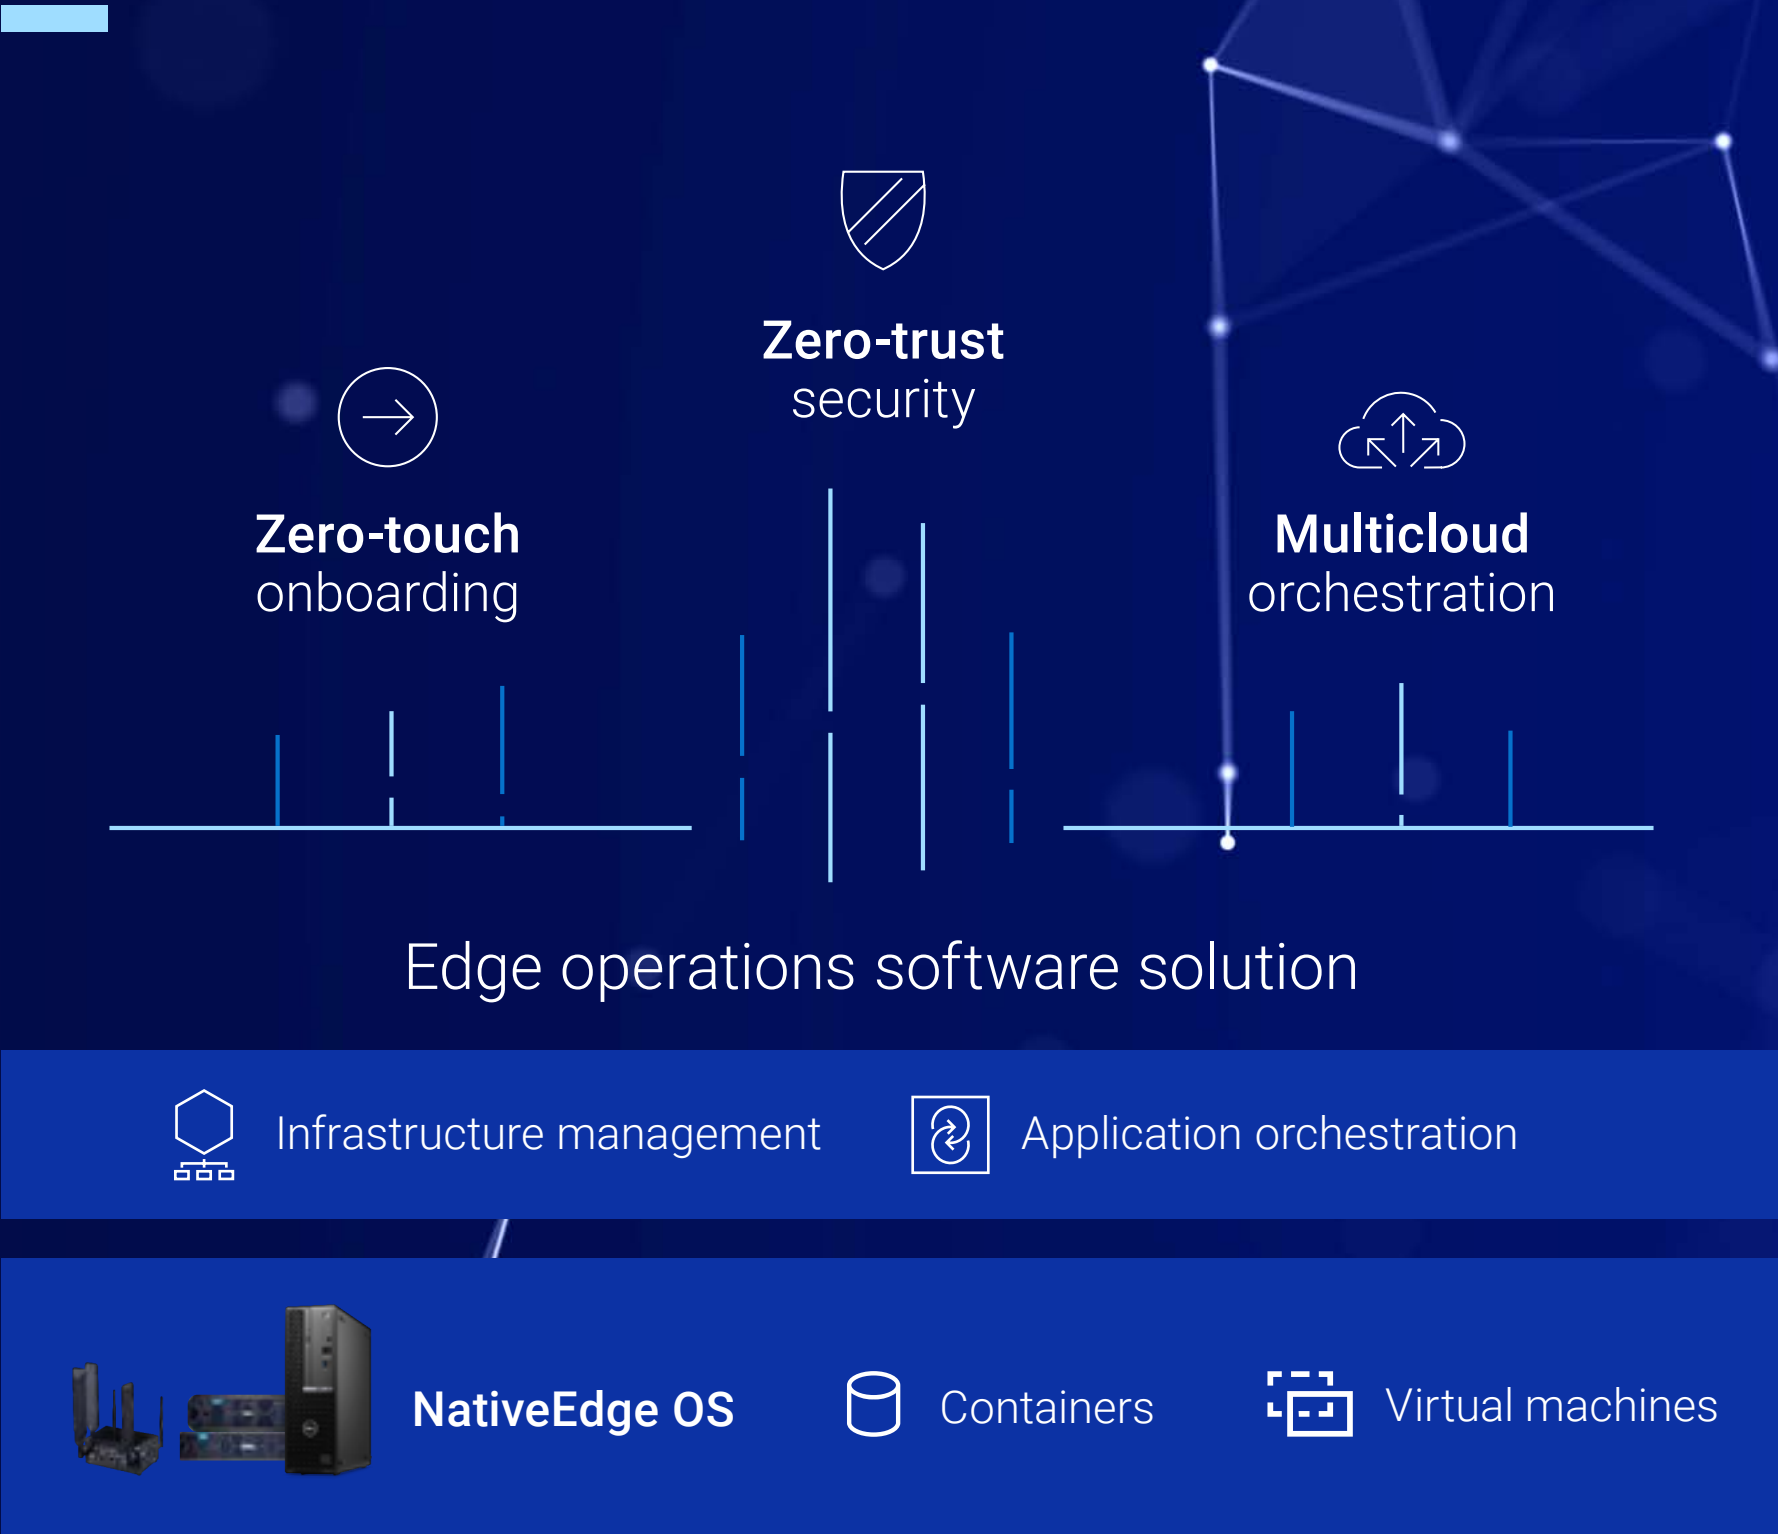 Zero-trust
security
Zero-touch
onboarding
Multicloud
orchestration
Edge operations software solution
Infrastructure management
Application orchestration
NativeEdge OS
Containers
Virtual machines